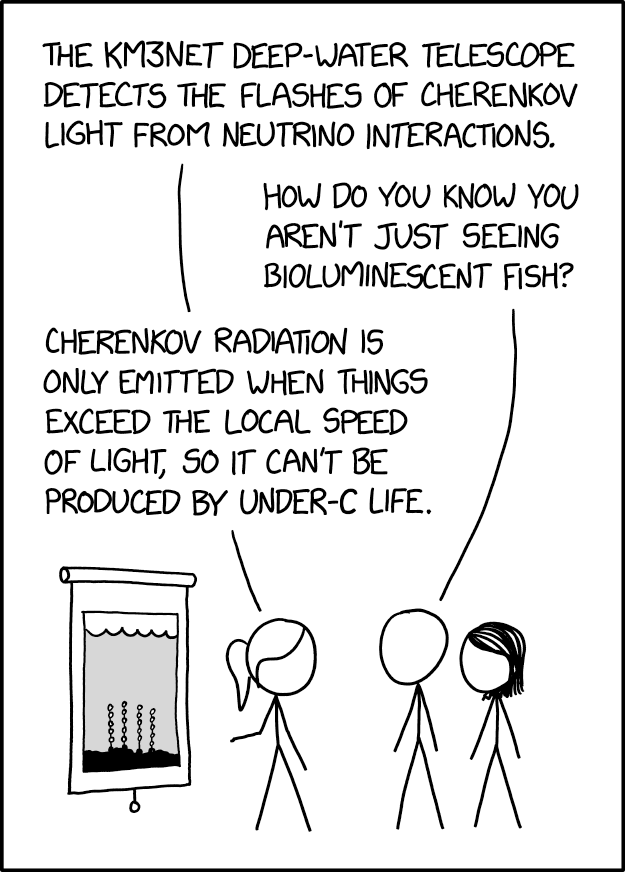 THE KM3NET DEEP-WATER TELESCOPE
DETECTS THE FLASHES OF CHERENKOV
LIGHT FROM NEUTRINO INTERACTIONS.
HOW DO YOU KNOW YOU
AREN'T JUST SEEING
BIOLUMINESCENT FISH?
CHERENKOV RADIATION IS
ONLY EMITTED WHEN THINGS
EXCEED THE LOCAL SPEED
OF LIGHT, SO IT CAN'T BE
PRODUCED BY UNDER-C LIFE.